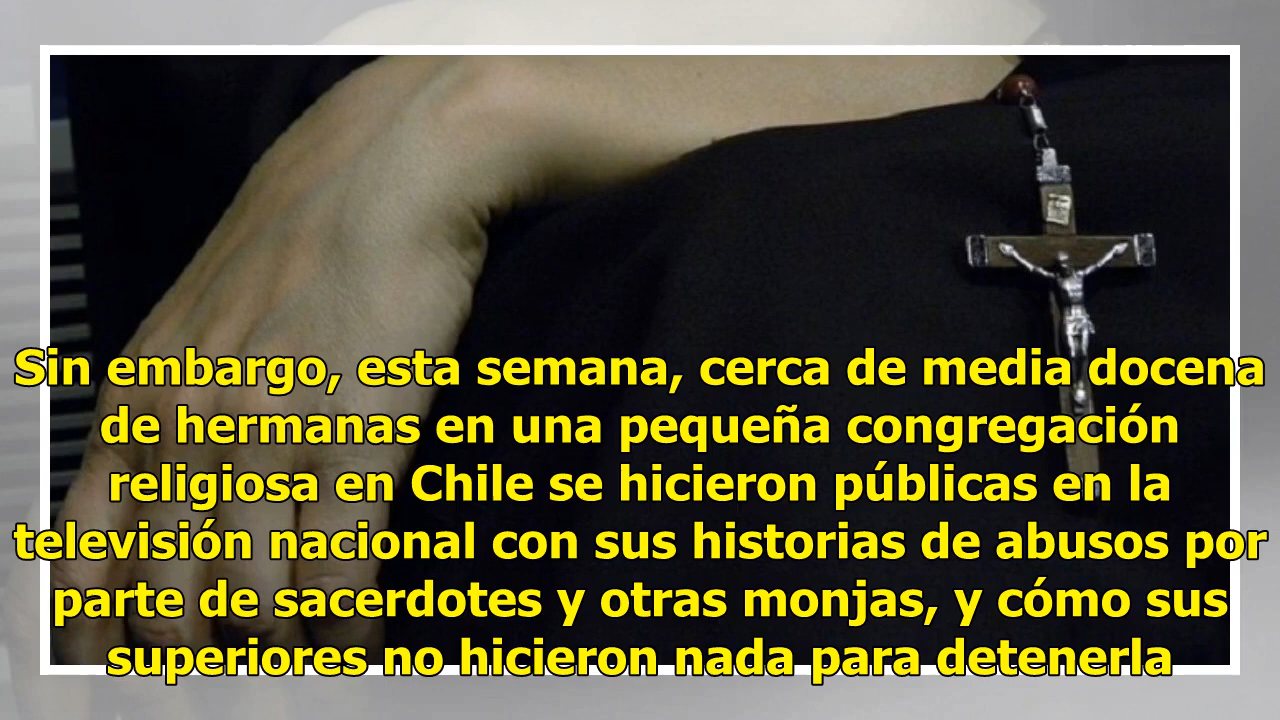 Sin embargo, esta semana, cerca de media docena
de hermanas en una pequeña congregación
religiosa en Chile se hicieron públicas en la
televisión nacional con sus historias de abusos por
parte de sacerdotes y otras monjas, y cómo sus
superiores no hicieron nada para detenerla